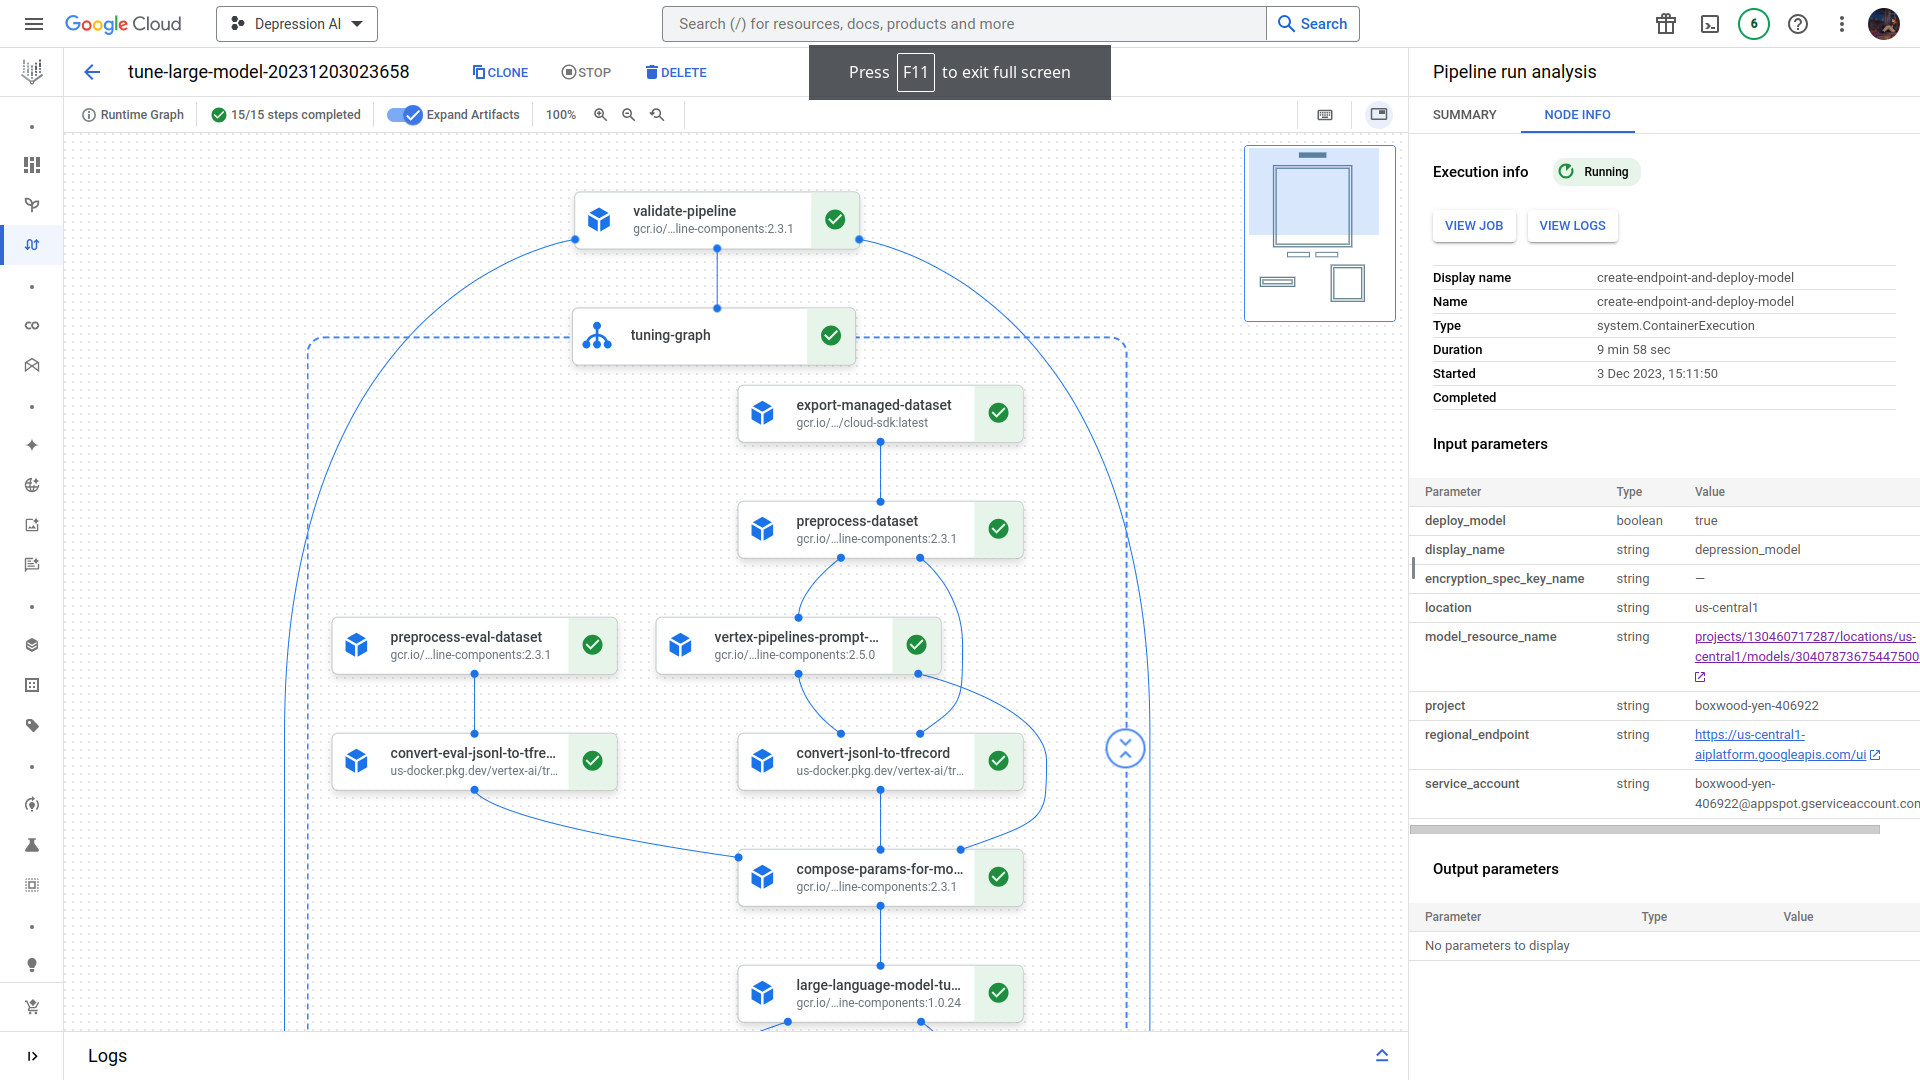 Google Cloud
Depression AI
Search (/) for resources, docs, products and more
Search
6
tune-large-model-20231203023658
CLONE
STOP
DELETE
Press F11 to exit full screen
Runtime Graph
15/15 steps completed
Expand Artifacts
100%
validate-pipeline
gcr.io/...line-components:2.3.1
tuning-graph
export-managed-dataset
gcr.io/.../cloud-sdk:latest
preprocess-dataset
gcr.io/...line-components:2.3.1
preprocess-eval-dataset
gcr.io/...line-components:2.3.1
vertex-pipelines-prompt-...
gcr.io/...line-components:2.5.0
convert-eval-jsonl-to-tfre...
us-docker.pkg.dev/vertex-ai/tr...
convert-jsonl-to-tfrecord
us-docker.pkg.dev/vertex-ai/tr...
compose-params-for-mo...
gcr.io/...line-components:2.3.1
large-language-model-tu...
gcr.io/...ine-components:1.0.24
Logs
Pipeline run analysis
SUMMARY
NODE INFO
Execution info
Running
VIEW JOB
VIEW LOGS
Display name create-endpoint-and-deploy-model
Name create-endpoint-and-deploy-model
Type system.ContainerExecution
Duration 9 min 58 sec
Started 3 Dec 2023, 15:11:50
Completed
Input parameters
Parameter Type Value
deploy_model boolean true
display_name string depression_model
encryption_spec_key_name string —
location string us-central1
model_resource_name string projects/130460717287/locations/us-
central1/models/30407873675447500
project string boxwood-yen-406922
regional_endpoint string https://us-central1-
aiplatform.googleapis.com/ui
service_account string boxwood-yen-
406922@appspot.gserviceaccount.com
Output parameters
Parameter Type Value
No parameters to display